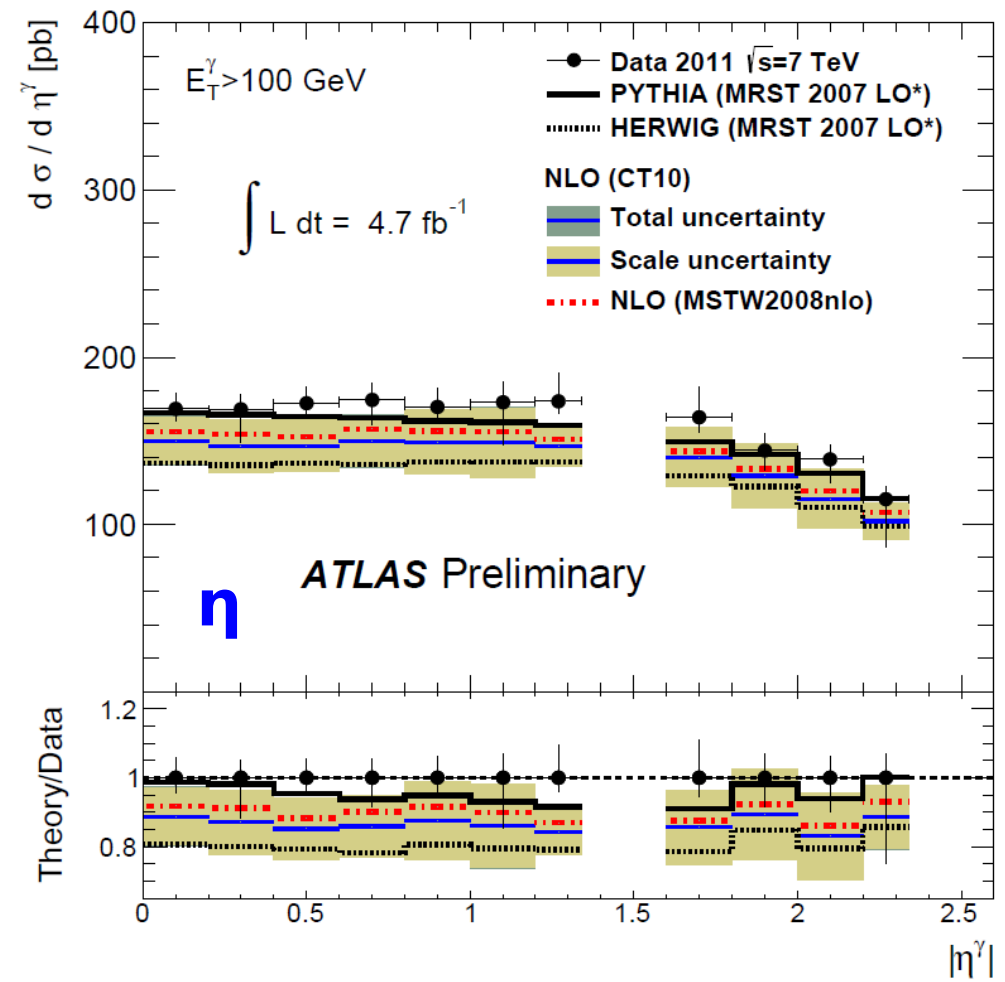 d σ / d η^γ [pb]
400
300
200
100
E_T^γ>100 GeV
∫ L dt = 4.7 fb^-1
Data 2011 √s=7 TeV
PYTHIA (MRST 2007 LO*)
HERWIG (MRST 2007 LO*)
NLO (CT10)
Total uncertainty
Scale uncertainty
NLO (MSTW2008nlo)
ATLAS Preliminary
η
Theory/Data
1.2
1
0.8
0 0.5 1 1.5 2 2.5
|η^γ|